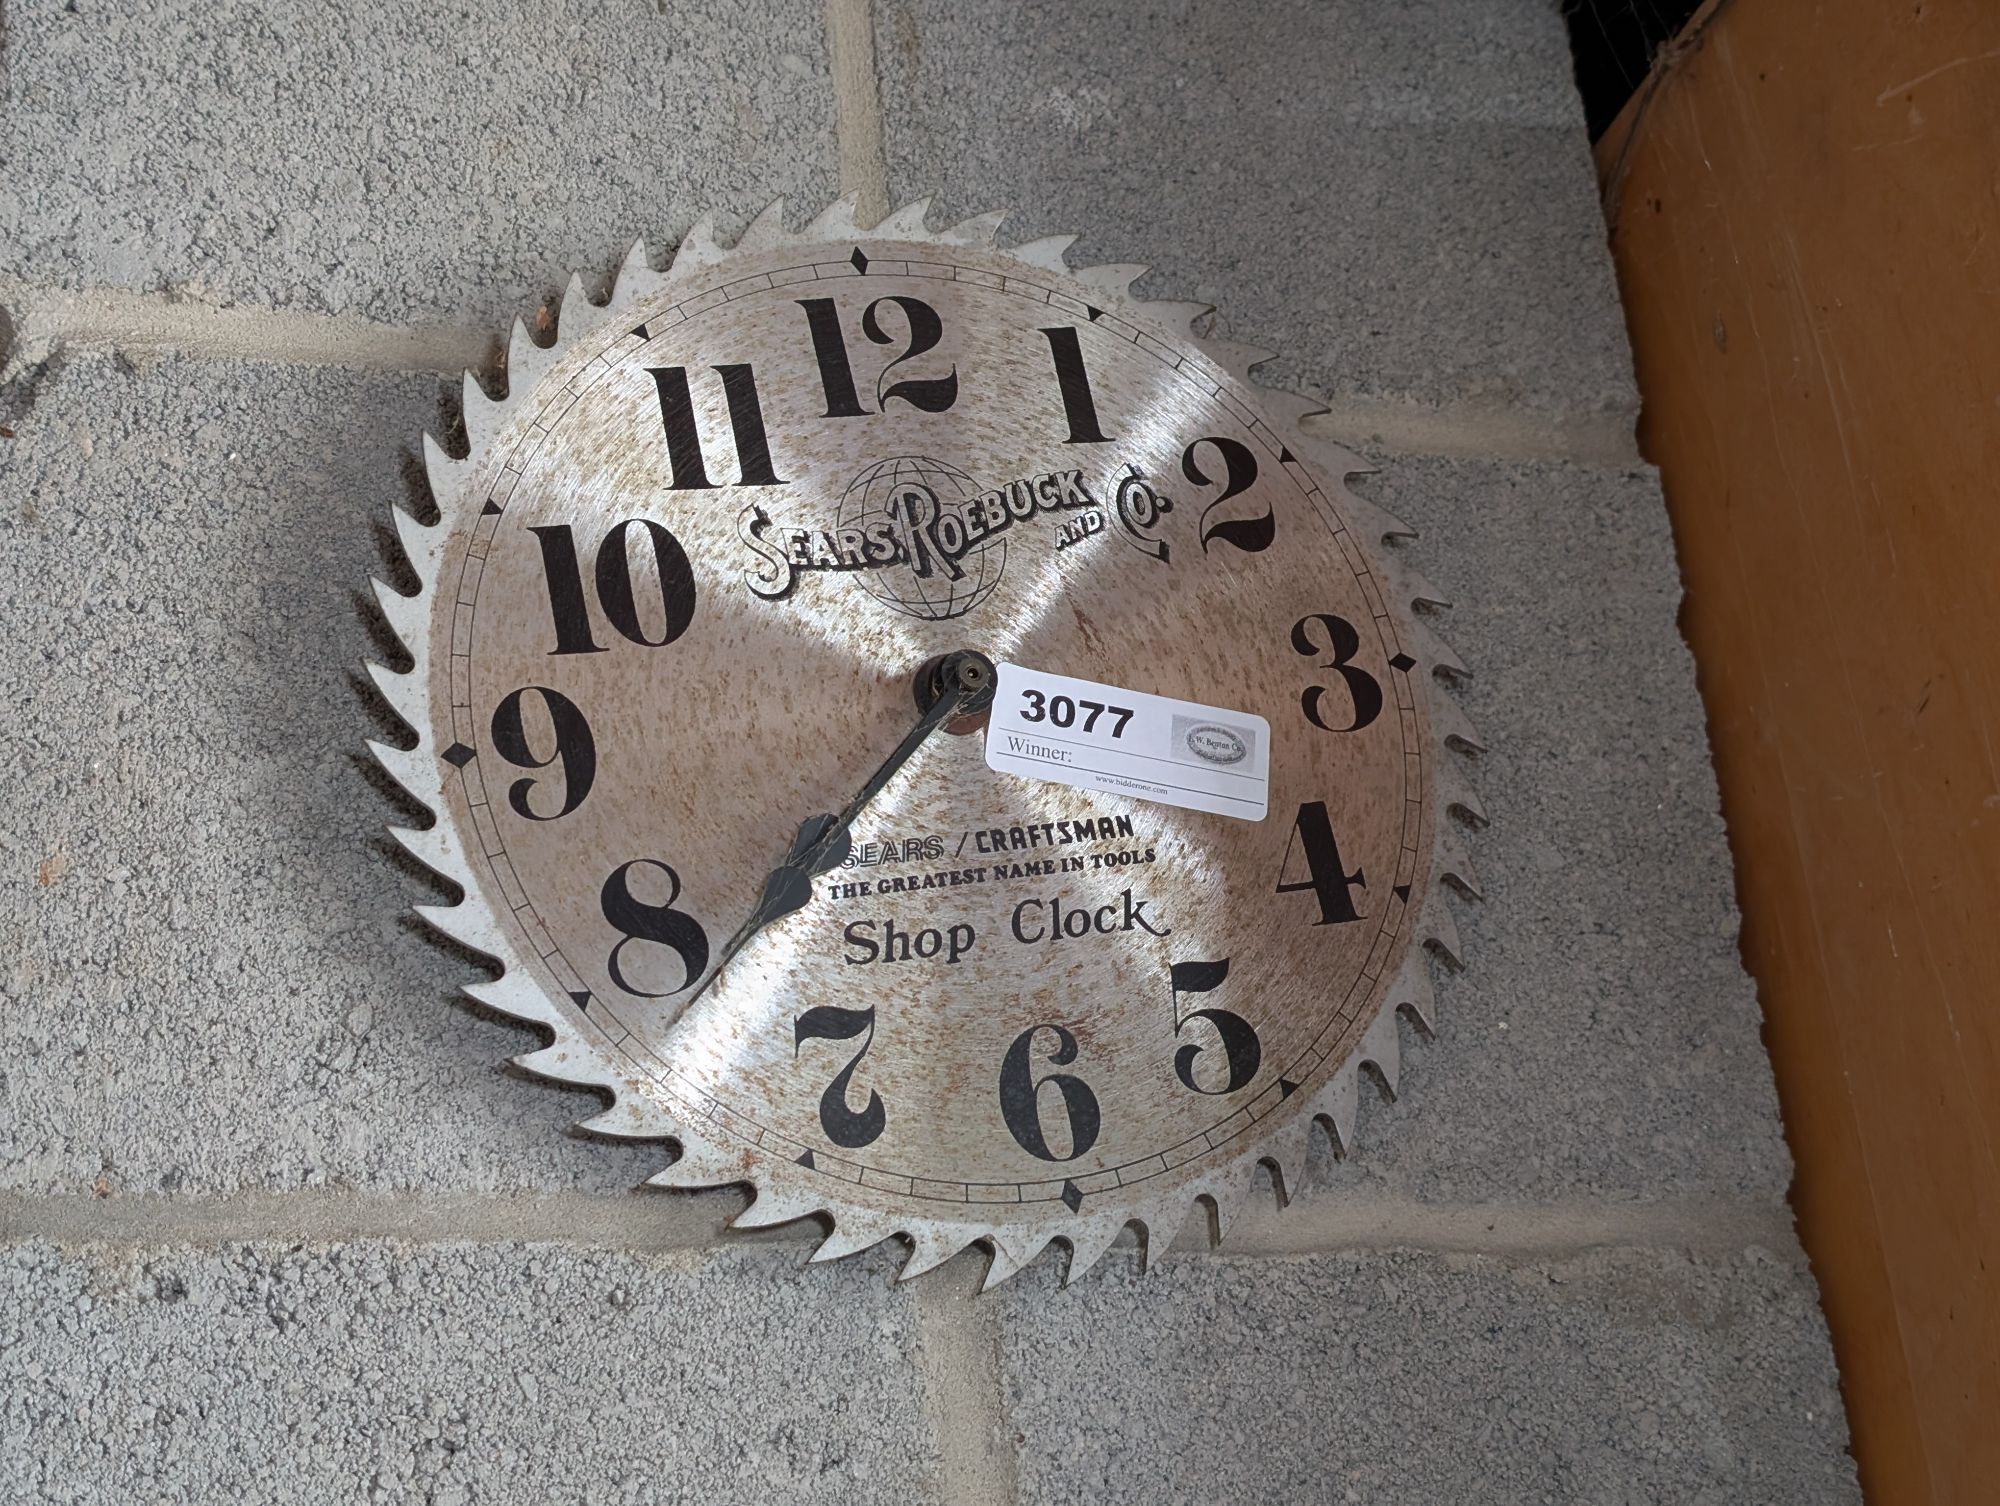 12
1
2
3
4
5
6
7
8
9
10
11
SEARS, ROEBUCK
AND CO.
3077
Winner:
www.bidderone.com
SEARS / CRAFTSMAN
THE GREATEST NAME IN TOOLS
Shop Clock